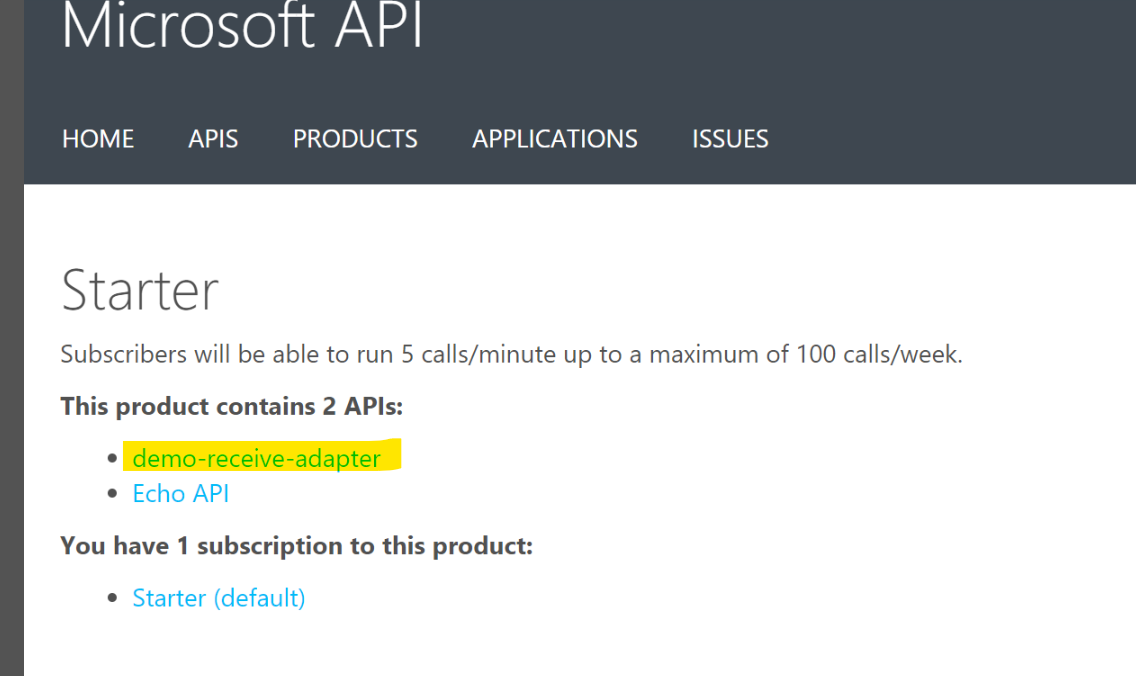 Microsoft API
HOME APIS PRODUCTS APPLICATIONS ISSUES
Starter
Subscribers will be able to run 5 calls/minute up to a maximum of 100 calls/week.
This product contains 2 APIs:
demo-receive-adapter
Echo API
You have 1 subscription to this product:
Starter (default)